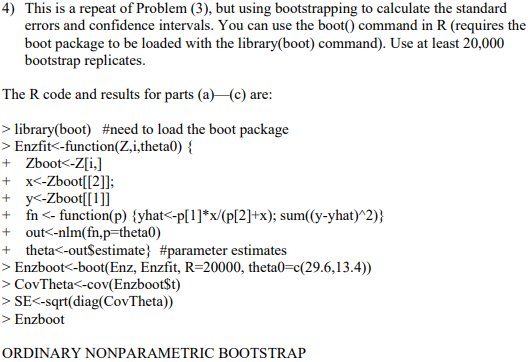 4) This is a repeat of Problem (3), but using bootstrapping to calculate the standard
errors and confidence intervals. You can use the boot() command in R (requires the
boot package to be loaded with the library(boot) command). Use at least 20,000
bootstrap replicates.
The R code and results for parts (a)—(c) are:
> library(boot) #need to load the boot package
> Enzfit<-function(Z,i,theta0) {
+ Zboot<-Z[i,]
+ x<-Zboot[[2]];
+ y<-Zboot[[1]]
+ fn <- function(p) {yhat<-p[1]*x/(p[2]+x); sum((y-yhat)^2)}
+ out<-nlm(fn,p=theta0)
+ theta<-out$estimate} #parameter estimates
> Enzboot<-boot(Enz, Enzfit, R=20000, theta0=c(29.6,13.4))
> CovTheta<-cov(Enzboot$t)
> SE<-sqrt(diag(CovTheta))
> Enzboot
ORDINARY NONPARAMETRIC BOOTSTRAP